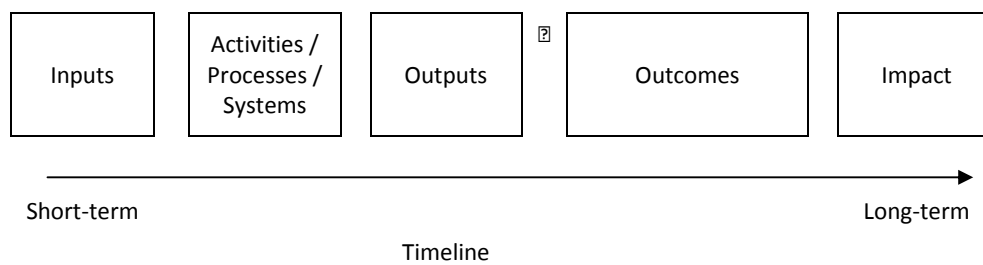 Inputs
Activities /
Processes /
Systems
Outputs
Outcomes
Impact
Short-term
Long-term
Timeline